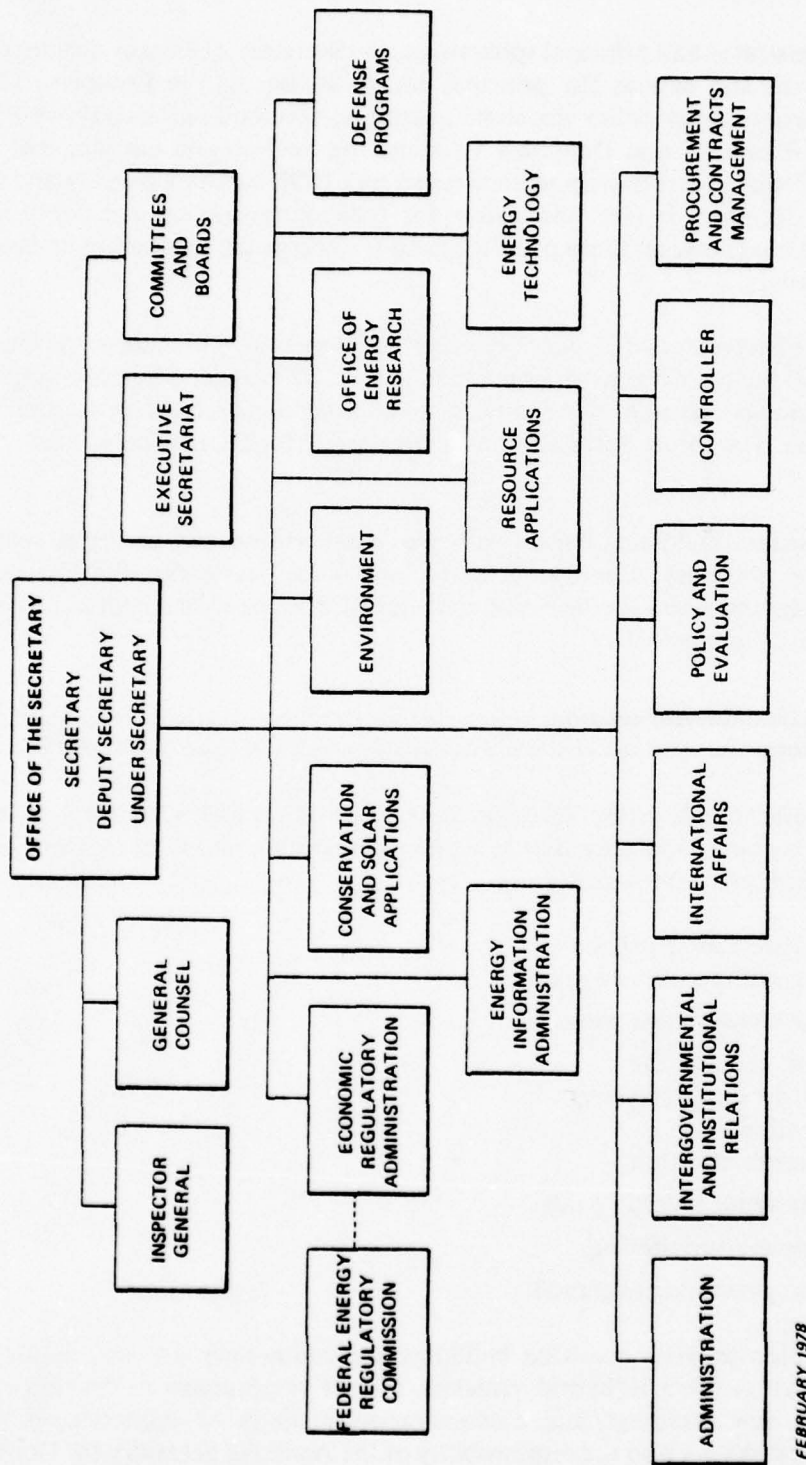 OFFICE OF THE SECRETARY
SECRETARY
DEPUTY SECRETARY
UNDER SECRETARY
INSPECTOR
GENERAL
GENERAL
COUNSEL
EXECUTIVE
SECRETARIAT
COMMITTEES
AND
BOARDS
FEDERAL ENERGY
REGULATORY
COMMISSION
ECONOMIC
REGULATORY
ADMINISTRATION
CONSERVATION
AND SOLAR
APPLICATIONS
ENVIRONMENT
OFFICE OF
ENERGY
RESEARCH
DEFENSE
PROGRAMS
ENERGY
INFORMATION
ADMINISTRATION
RESOURCE
APPLICATIONS
ENERGY
TECHNOLOGY
ADMINISTRATION
INTERGOVERNMENTAL
AND INSTITUTIONAL
RELATIONS
INTERNATIONAL
AFFAIRS
POLICY AND
EVALUATION
CONTROLLER
PROCUREMENT
AND CONTRACTS
MANAGEMENT
FEBRUARY 1978